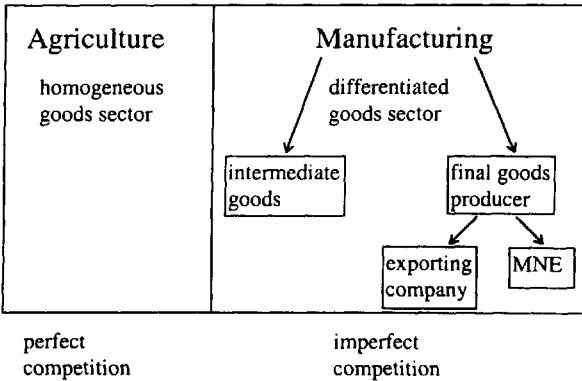 Agriculture
homogeneous
goods sector
Manufacturing
differentiated
goods sector
intermediate
goods
final goods
producer
exporting
company
MNE
perfect
competition
imperfect
competition